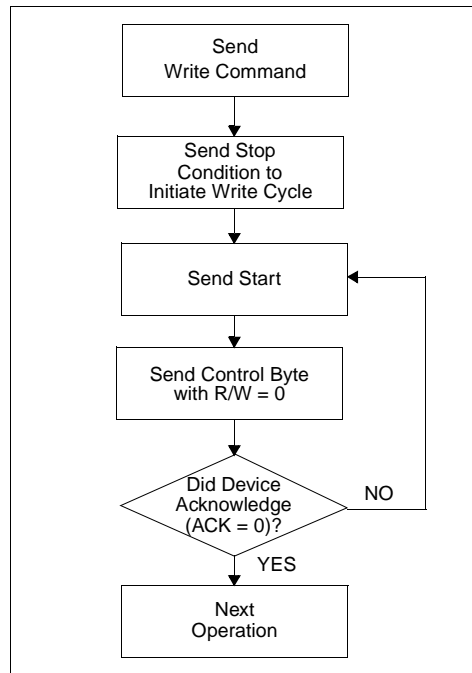 Send
Write Command
Send Stop
Condition to
Initiate Write Cycle
Send Start
Send Control Byte
with R/W = 0
Did Device
Acknowledge
(ACK = 0)?
NO
YES
Next
Operation